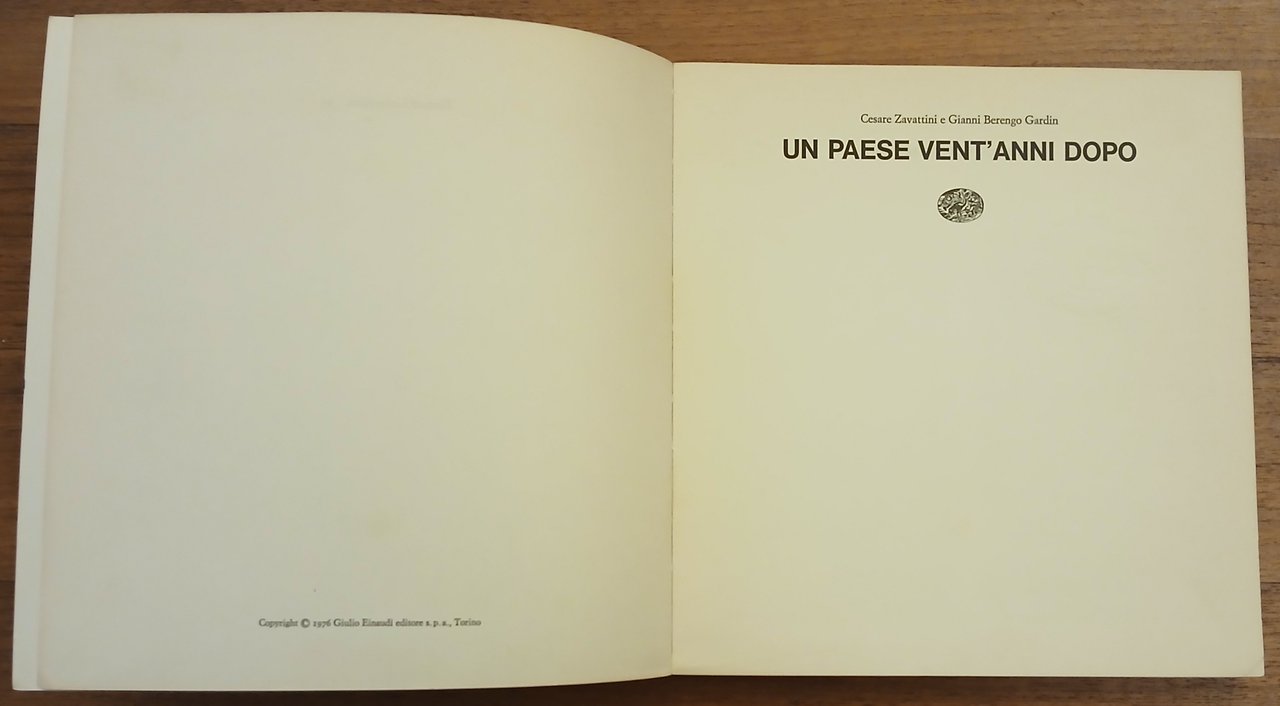 Copyright © 1976 Giulio Einaudi editore s.p.a., Torino
Cesare Zavattini e Gianni Berengo Gardin
UN PAESE VENT'ANNI DOPO